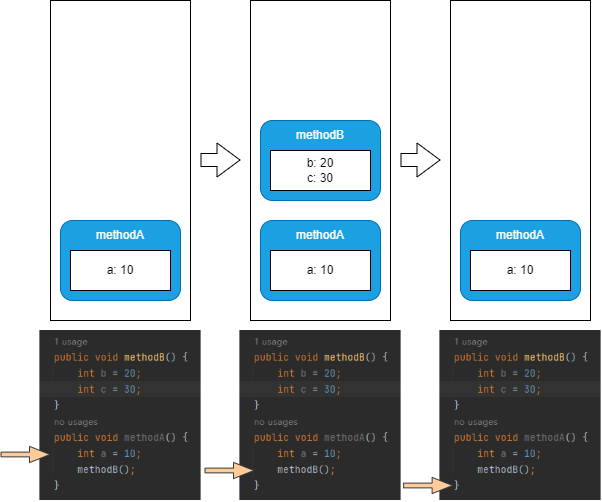 methodA
a: 10
methodB
b: 20
c: 30
methodA
a: 10
methodA
a: 10
1 usage
public void methodB() {
int b = 20;
int c = 30;
}
no usages
public void methodA() {
int a = 10;
methodB();
}
1 usage
public void methodB() {
int b = 20;
int c = 30;
}
no usages
public void methodA() {
int a = 10;
methodB();
}
1 usage
public void methodB() {
int b = 20;
int c = 30;
}
no usages
public void methodA() {
int a = 10;
methodB();
}